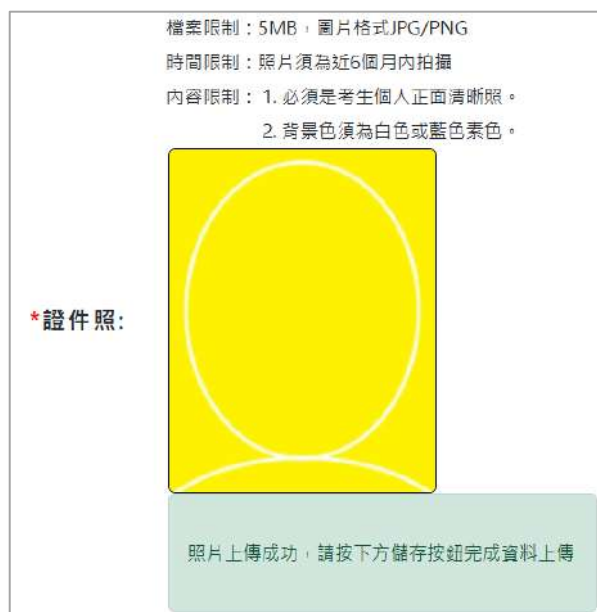 檔案限制：5MB，圖片格式JPG/PNG
時間限制：照片須為近6個月內拍攝
內容限制： 1. 必須是考生個人正面清晰照。
2. 背景色須為白色或藍色素色。
*證件照:
照片上傳成功，請按下方儲存按鈕完成資料上傳